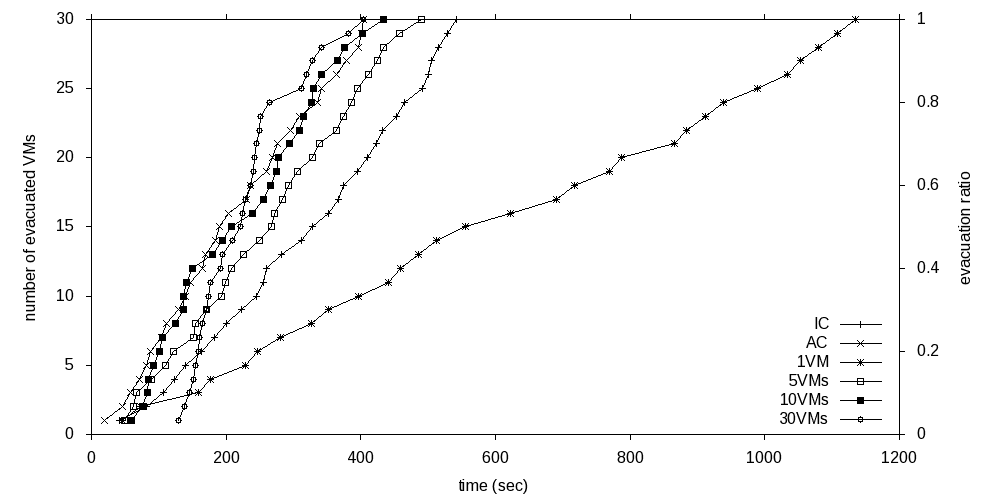 30
25
20
15
10
5
0
number of evacuated VMs
1
0.8
0.6
0.4
0.2
0
evacuation ratio
IC
AC
1VM
5VMs
10VMs
30VMs
0 200 400 600 800 1000 1200
time (sec)